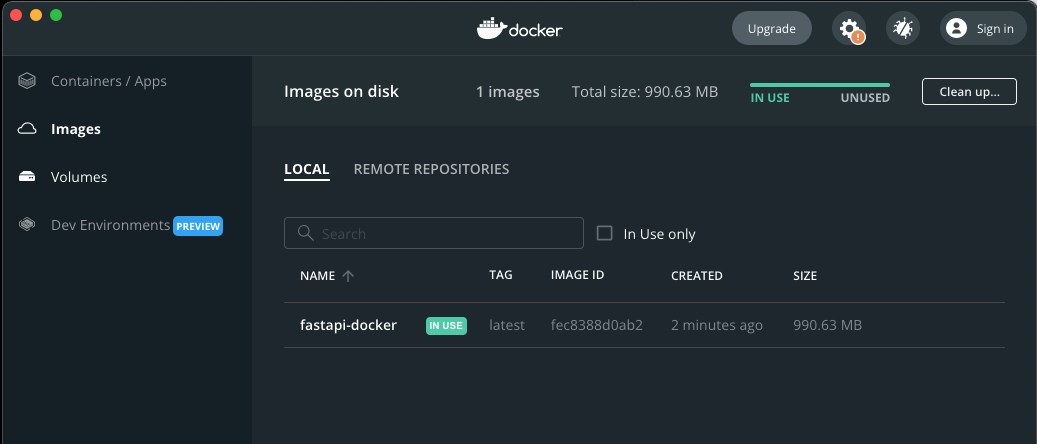 docker
Upgrade
!
Sign in
Containers / Apps
Images
Volumes
Dev Environments PREVIEW
Images on disk
1 images
Total size: 990.63 MB
IN USE
UNUSED
Clean up...
LOCAL
REMOTE REPOSITORIES
Search
In Use only
NAME TAG IMAGE ID CREATED SIZE
fastapi-docker IN USE latest fec8388d0ab2 2 minutes ago 990.63 MB